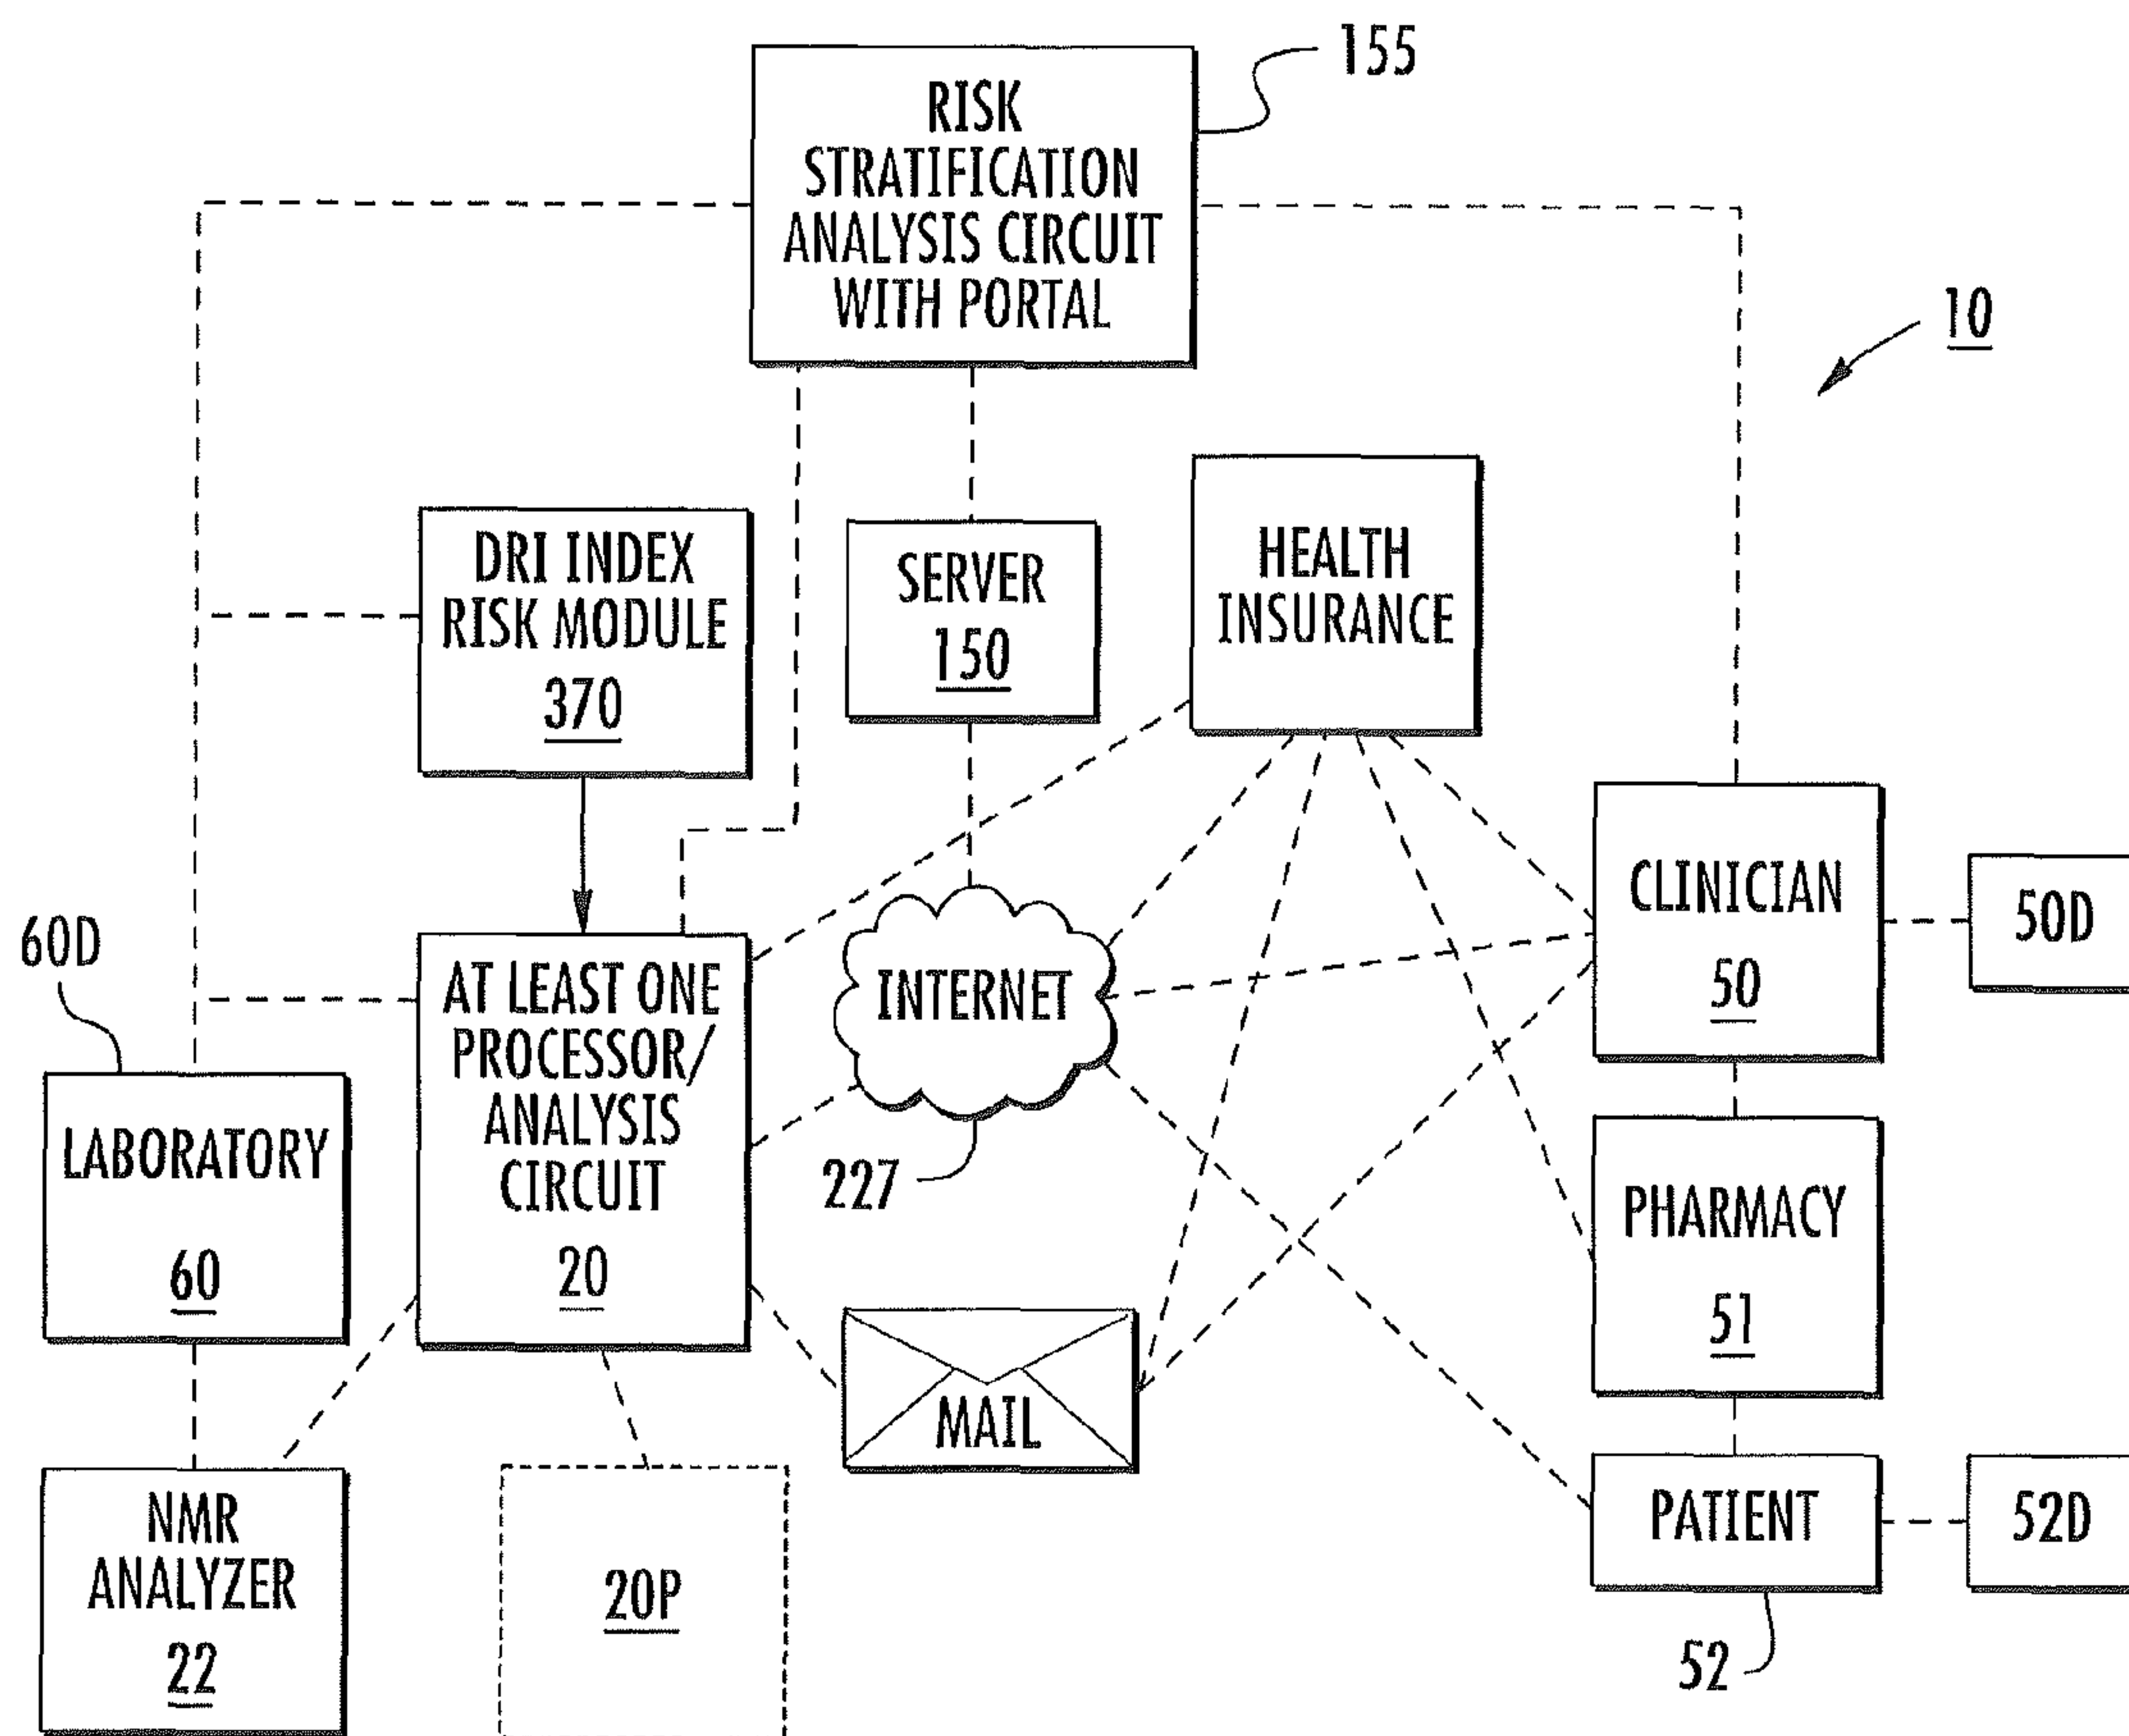 155
RISK
STRATIFICATION
ANALYSIS CIRCUIT
WITH PORTAL
10
DRI INDEX
RISK MODULE
370
SERVER
150
HEALTH
INSURANCE
60D
AT LEAST ONE
PROCESSOR/
ANALYSIS
CIRCUIT
20
INTERNET
227
CLINICIAN
50
50D
LABORATORY
60
PHARMACY
51
MAIL
NMR
ANALYZER
22
20P
PATIENT
52D
52